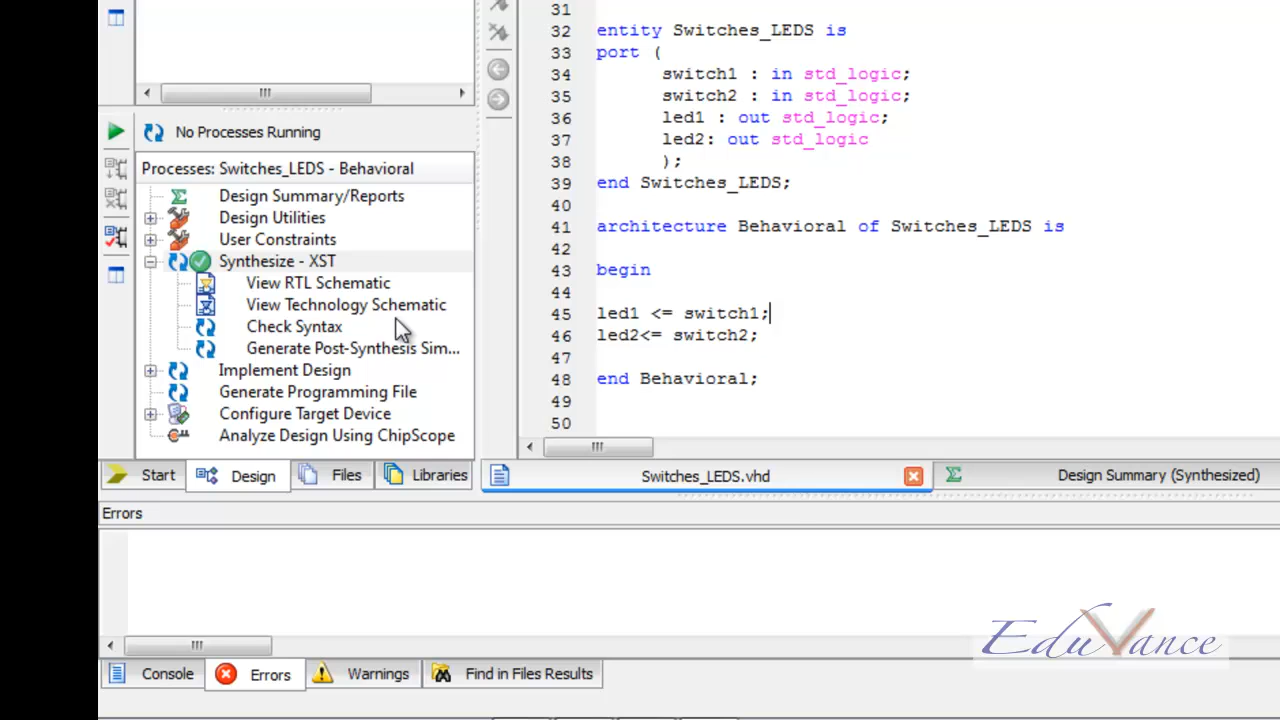 31
32 entity Switches_LEDS is
33 port (
34 switch1 : in std_logic;
35 switch2 : in std_logic;
36 led1 : out std_logic;
37 led2: out std_logic
38 );
39 end Switches_LEDS;
40
41 architecture Behavioral of Switches_LEDS is
42
43 begin
44
45 led1 <= switch1;
46 led2<= switch2;
47
48 end Behavioral;
49
50
No Processes Running
Processes: Switches_LEDS - Behavioral
Design Summary/Reports
Design Utilities
User Constraints
Synthesize - XST
View RTL Schematic
View Technology Schematic
Check Syntax
Generate Post-Synthesis Sim...
Implement Design
Generate Programming File
Configure Target Device
Analyze Design Using ChipScope
Start Design Files Libraries
Switches_LEDS.vhd Design Summary (Synthesized)
Errors
EduVance
Console Errors Warnings Find in Files Results